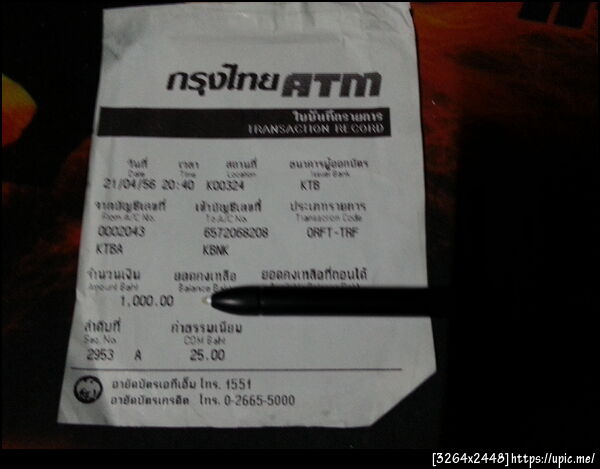 กรุงไทย ATM
ใบบันทึกรายการ
TRANSACTION RECORD
วันที่ เวลา สถานที่ ธนาคารผู้ออกบัตร
Date Time Location Issuer Bank
21/04/56 20:40 K00324 KTB
จากบัญชีเลขที่ เข้าบัญชีเลขที่ ประเภทรายการ
From A/C No. To A/C No. Transaction Code
0002043 6572068208 ORFT-TRF
KTBA KBNK
จำนวนเงิน ยอดคงเหลือ ยอดคงเหลือที่ถอนได้
Amount Baht Balance
1,000.00
ลำดับที่ ค่าธรรมเนียม
Seq. No. COM Baht
2953 A 25.00
อายัดบัตรเอทีเอ็ม โทร. 1551
อายัดบัตรเครดิต โทร. 0-2665-5000
[3264x2448]https://upic.me/